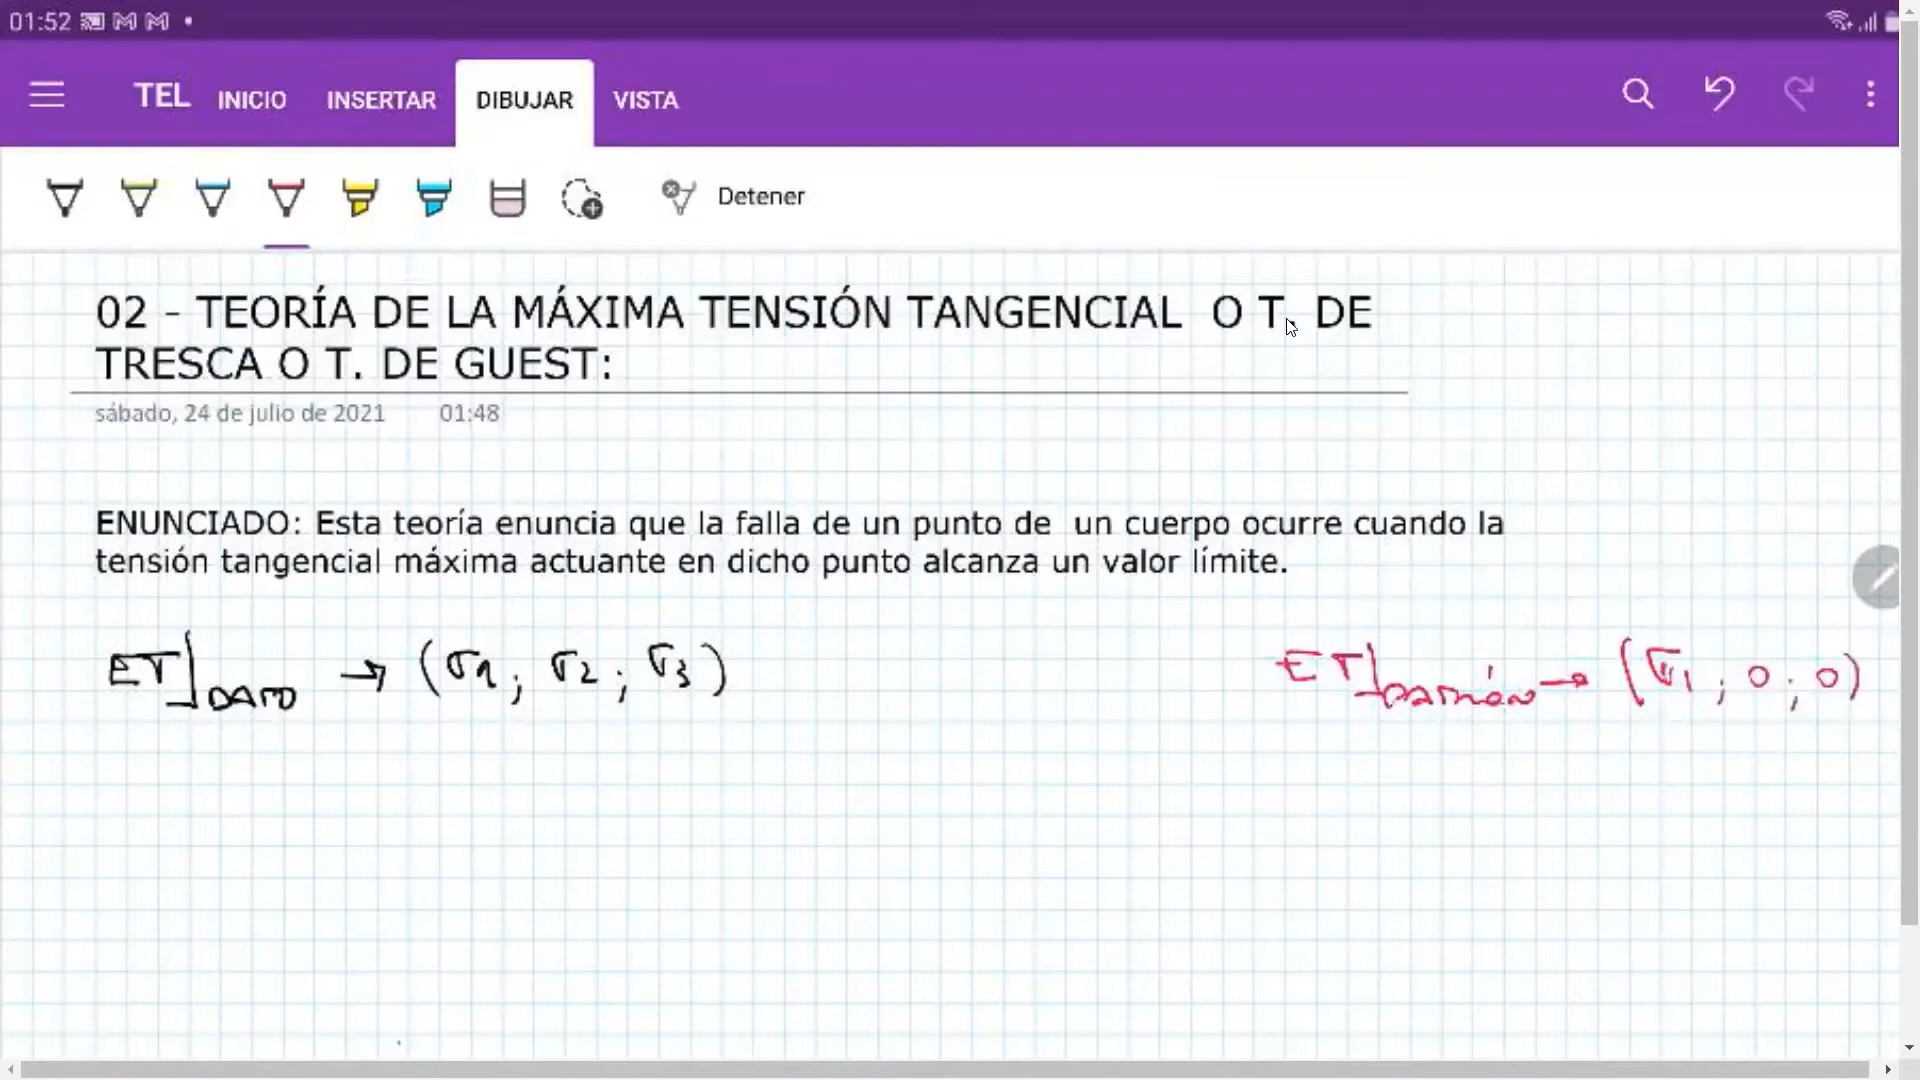 01:52
TEL INICIO INSERTAR DIBUJAR VISTA
Detener
02 - TEORÍA DE LA MÁXIMA TENSIÓN TANGENCIAL O T. DE
TRESCA O T. DE GUEST:
sábado, 24 de julio de 2021 01:48
ENUNCIADO: Esta teoría enuncia que la falla de un punto de un cuerpo ocurre cuando la
tensión tangencial máxima actuante en dicho punto alcanza un valor límite.
ET]DATO → (σ1; σ2; σ3) ET]PATRÓN → (σ1; 0; 0)